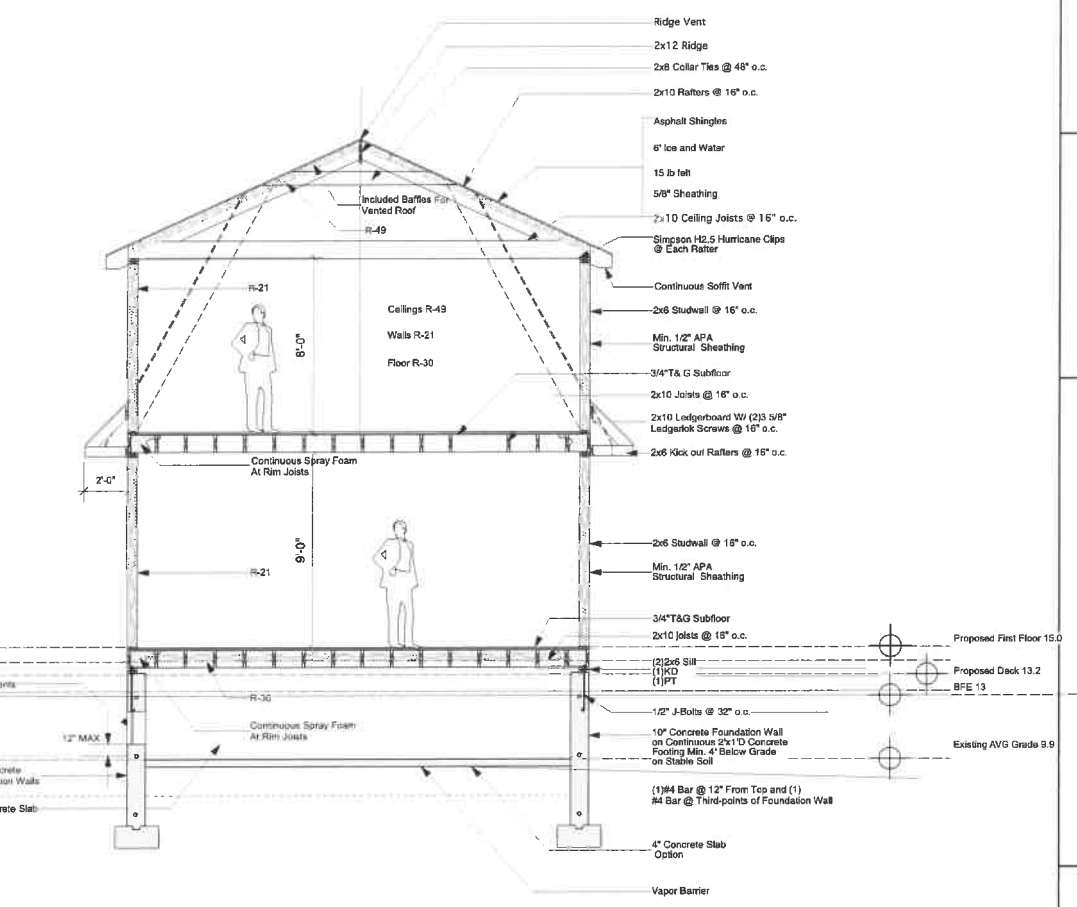 Ridge Vent
2x12 Ridge
2x8 Collar Ties @ 48" o.c.
2x10 Rafters @ 16" o.c.
Asphalt Shingles
6' Ice and Water
15 lb felt
5/8" Sheathing
2x10 Ceiling Joists @ 16" o.c.
Simpson H2.5 Hurricane Clips
@ Each Rafter
Continuous Soffit Vent
2x6 Studwall @ 16" o.c.
Min. 1/2" APA
Structural Sheathing
3/4"T& G Subfloor
2x10 Joists @ 16" o.c.
2x10 Ledgerboard W/ (2)3 5/8"
Ledgerlok Screws @ 16" o.c.
2x6 Kick out Rafters @ 16" o.c.
2x6 Studwall @ 16" o.c.
Min. 1/2" APA
Structural Sheathing
3/4"T&G Subfloor
2x10 joists @ 16" o.c.
(2)2x6 Sill
(1)KD
(1)PT
1/2" J-Bolts @ 32" o.c.
10" Concrete Foundation Wall
on Continuous 2'x1'D Concrete
Footing Min. 4' Below Grade
on Stable Soil
(1)#4 Bar @ 12" From Top and (1)
#4 Bar @ Third-points of Foundation Wall
4" Concrete Slab
Option
Vapor Barrier
Included Baffles For
Vented Roof
R-49
R-21
Ceilings R-49
Walls R-21
Floor R-30
8'-0"
Continuous Spray Foam
At Rim Joists
2'-0"
9'-0"
R-21
R-30
Continuous Spray Foam
At Rim Joists
ents
12" MAX
crete
ion Walls
crete Slab
Proposed First Floor 15.0
Proposed Deck 13.2
BFE 13
Existing AVG Grade 9.9